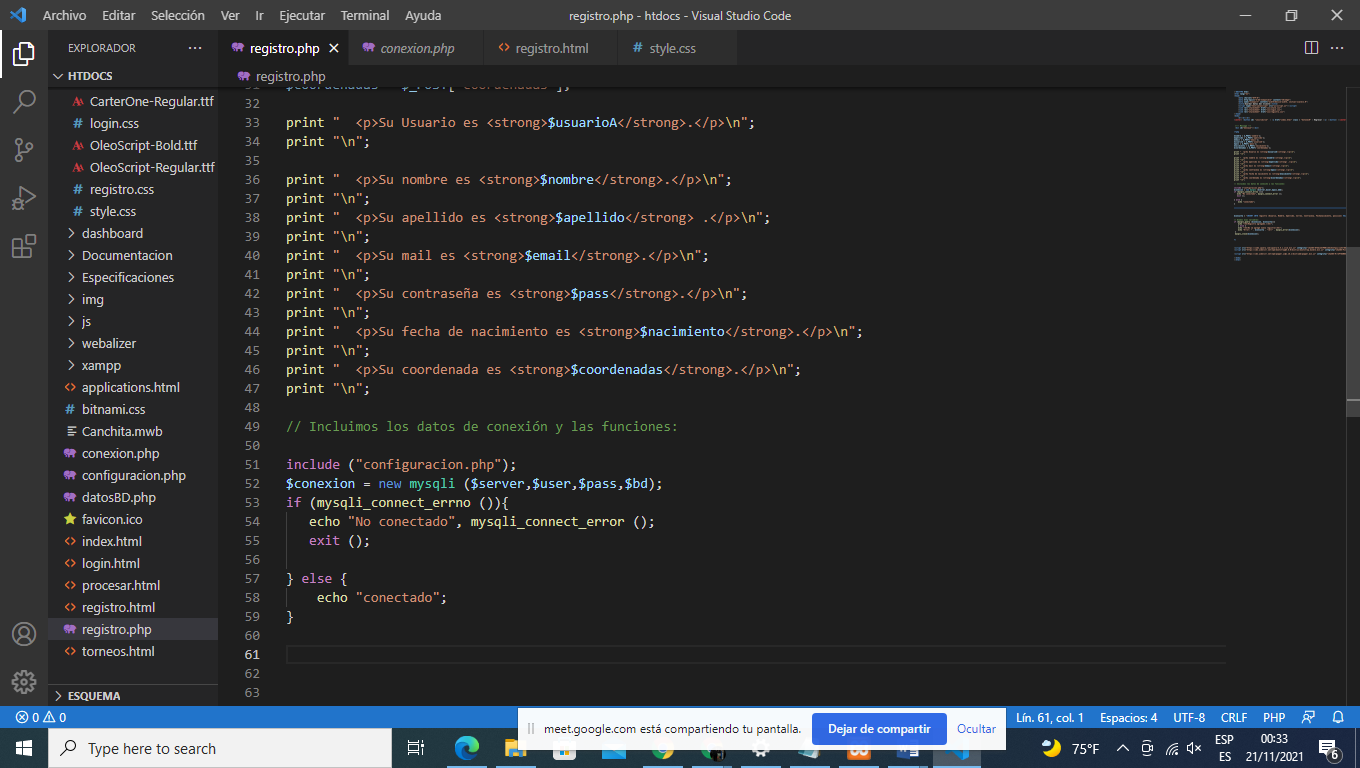 Archivo Editar Selección Ver Ir Ejecutar Terminal Ayuda
registro.php - htdocs - Visual Studio Code
EXPLORADOR
HTDOCS
CarterOne-Regular.ttf
login.css
OleoScript-Bold.ttf
OleoScript-Regular.ttf
registro.css
style.css
dashboard
Documentacion
Especificaciones
img
js
webalizer
xampp
applications.html
bitnami.css
Canchita.mwb
conexion.php
configuracion.php
datosBD.php
favicon.ico
index.html
login.html
procesar.html
registro.html
registro.php
torneos.html
ESQUEMA
registro.php conexion.php registro.html style.css
registro.php
32
33 print "  <p>Su Usuario es <strong>$usuarioA</strong>.</p>\n";
34 print "\n";
35
36 print "  <p>Su nombre es <strong>$nombre</strong>.</p>\n";
37 print "\n";
38 print "  <p>Su apellido es <strong>$apellido</strong> .</p>\n";
39 print "\n";
40 print "  <p>Su mail es <strong>$email</strong>.</p>\n";
41 print "\n";
42 print "  <p>Su contraseña es <strong>$pass</strong>.</p>\n";
43 print "\n";
44 print "  <p>Su fecha de nacimiento es <strong>$nacimiento</strong>.</p>\n";
45 print "\n";
46 print "  <p>Su coordenada es <strong>$coordenadas</strong>.</p>\n";
47 print "\n";
48
49 // Incluimos los datos de conexión y las funciones:
50
51 include ("configuracion.php");
52 $conexion = new mysqli ($server,$user,$pass,$bd);
53 if (mysqli_connect_errno ()){
54 echo "No conectado", mysqli_connect_error ();
55 exit ();
56
57 } else {
58 echo "conectado";
59 }
60
61
62
63
0 0
Lín. 61, col. 1 Espacios: 4 UTF-8 CRLF PHP
meet.google.com está compartiendo tu pantalla. Dejar de compartir Ocultar
Type here to search
75°F
ESP
ES
00:33
21/11/2021
6